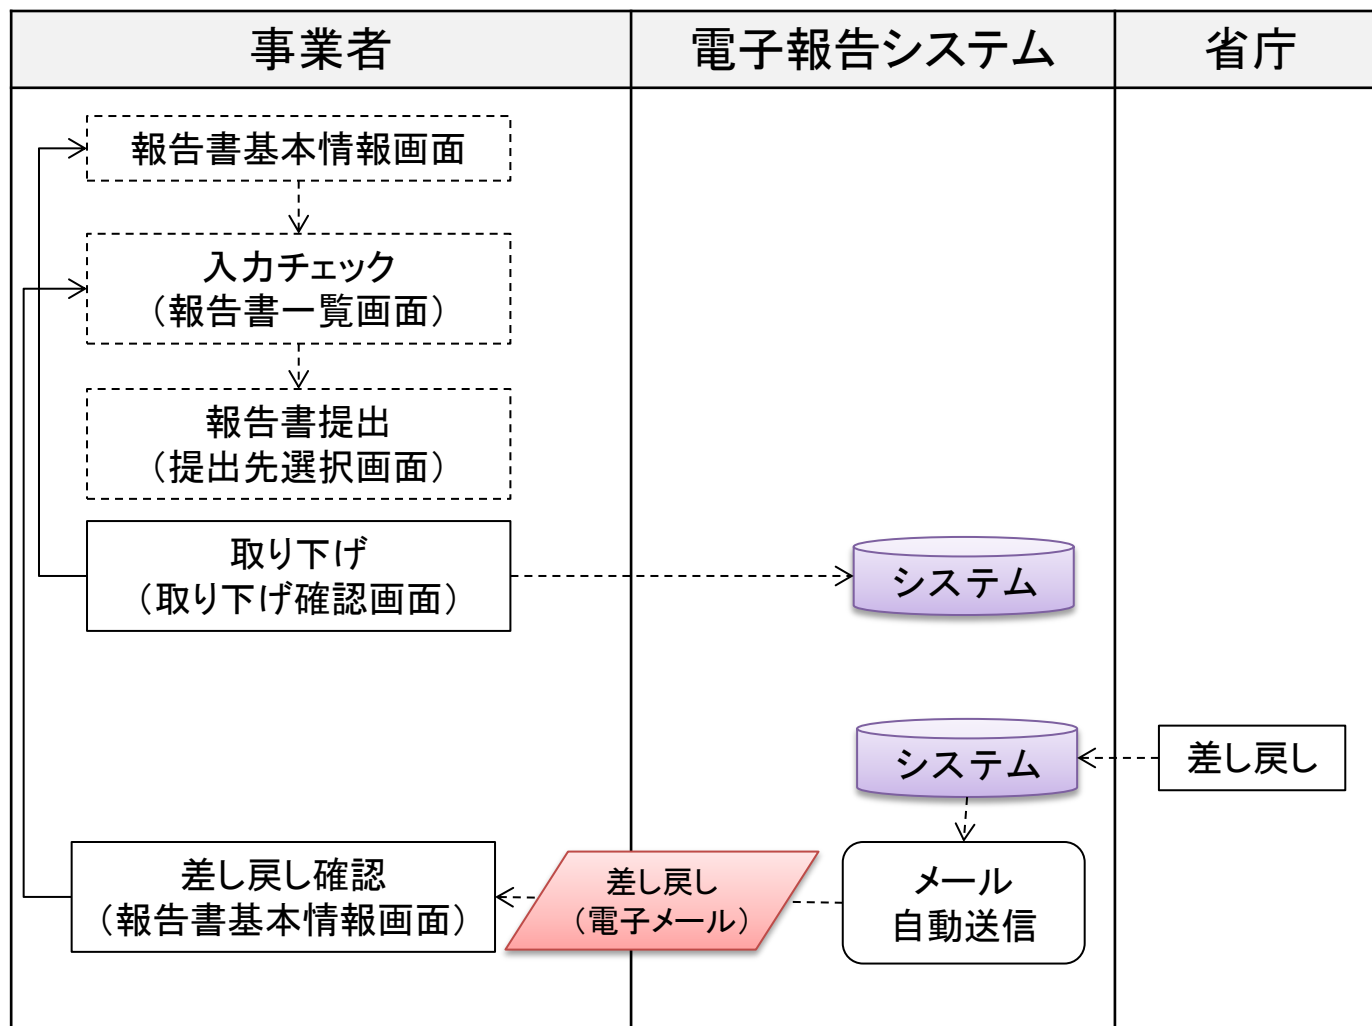 事業者
電子報告システム
省庁
報告書基本情報画面
入力チェック
（報告書一覧画面）
報告書提出
（提出先選択画面）
取り下げ
（取り下げ確認画面）
システム
システム
差し戻し
差し戻し確認
（報告書基本情報画面）
差し戻し
（電子メール）
メール
自動送信